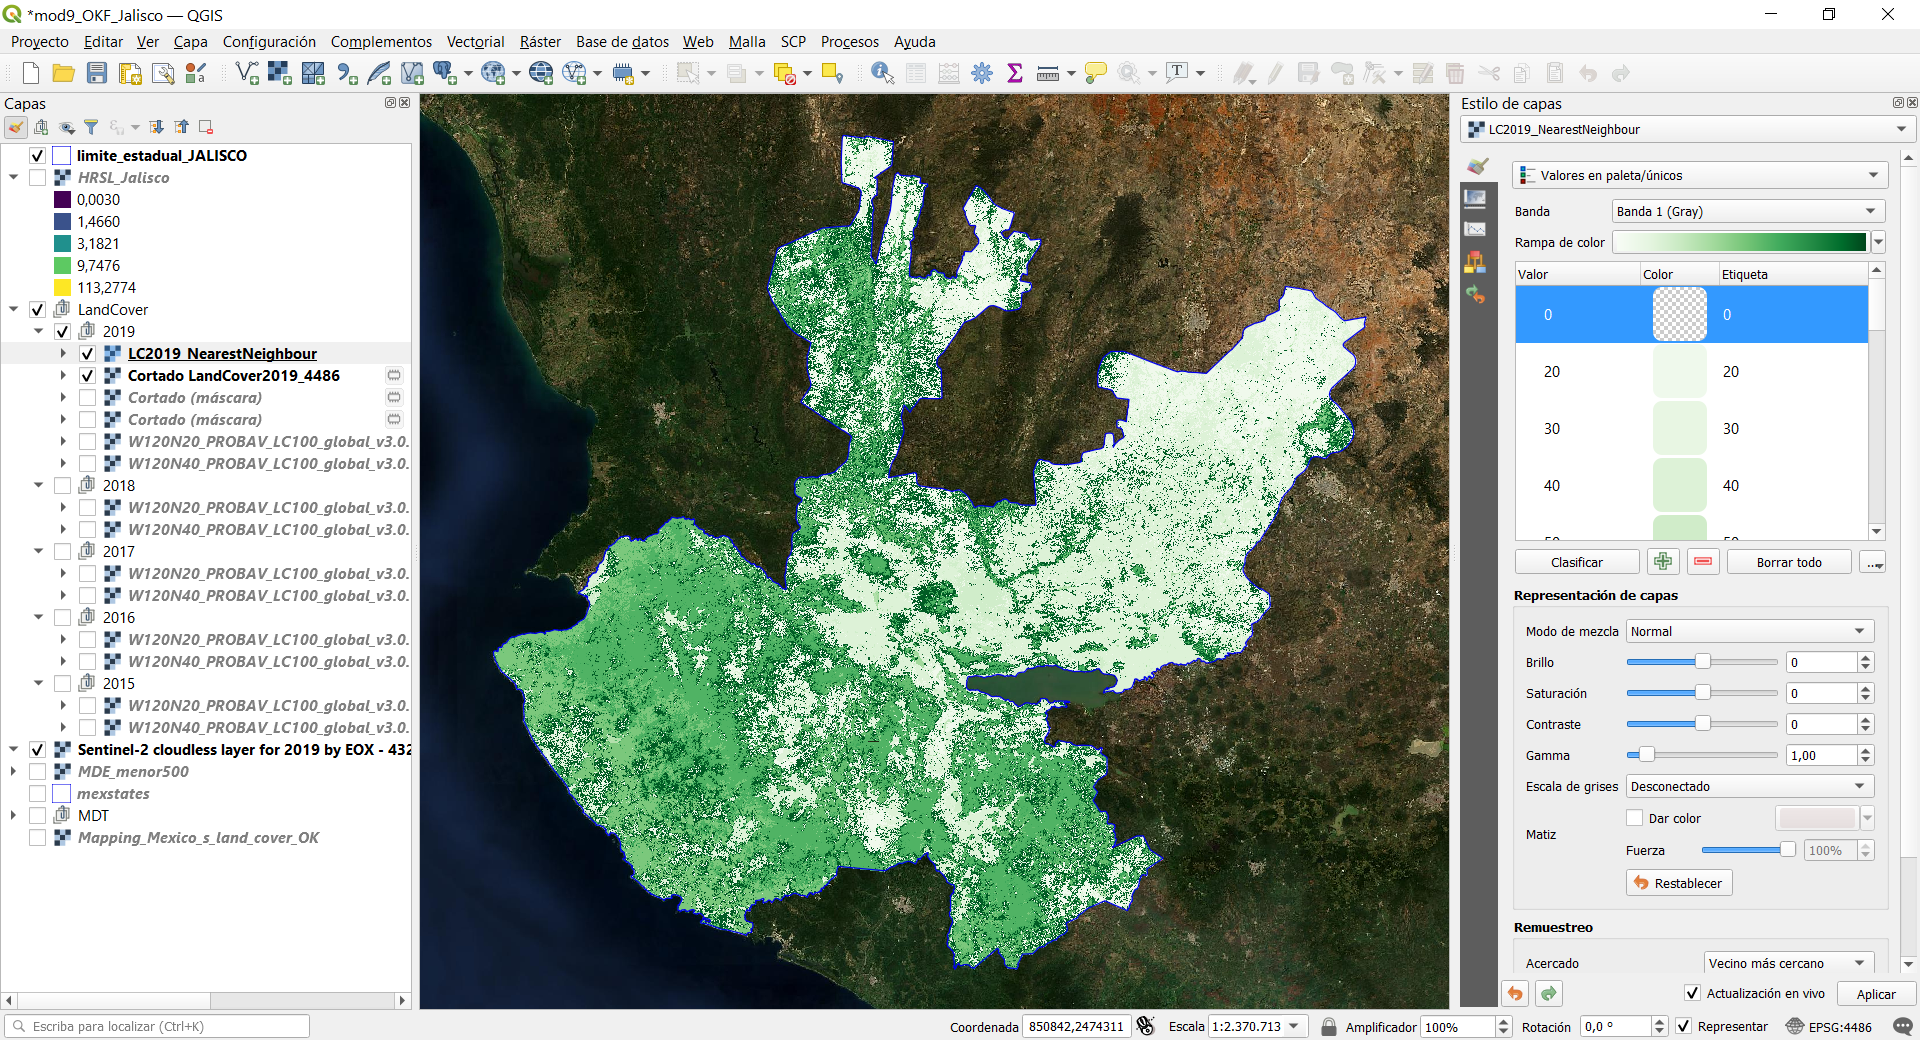 *mod9_OKF_Jalisco — QGIS
Proyecto Editar Ver Capa Configuración Complementos Vectorial Ráster Base de datos Web Malla SCP Procesos Ayuda
Capas
limite_estadual_JALISCO
HRSL_Jalisco
0,0030
1,4660
3,1821
9,7476
113,2774
LandCover
2019
LC2019_NearestNeighbour
Cortado LandCover2019_4486
Cortado (máscara)
Cortado (máscara)
W120N20_PROBAV_LC100_global_v3.0.
W120N40_PROBAV_LC100_global_v3.0.
2018
W120N20_PROBAV_LC100_global_v3.0.
W120N40_PROBAV_LC100_global_v3.0.
2017
W120N20_PROBAV_LC100_global_v3.0.
W120N40_PROBAV_LC100_global_v3.0.
2016
W120N20_PROBAV_LC100_global_v3.0.
W120N40_PROBAV_LC100_global_v3.0.
2015
W120N20_PROBAV_LC100_global_v3.0.
W120N40_PROBAV_LC100_global_v3.0.
Sentinel-2 cloudless layer for 2019 by EOX - 432
MDE_menor500
mexstates
MDT
Mapping_Mexico_s_land_cover_OK
Estilo de capas
LC2019_NearestNeighbour
Valores en paleta/únicos
Banda Banda 1 (Gray)
Rampa de color
Valor Color Etiqueta
0 0
20 20
30 30
40 40
50 50
Clasificar Borrar todo ...
Representación de capas
Modo de mezcla Normal
Brillo 0
Saturación 0
Contraste 0
Gamma 1,00
Escala de grises Desconectado
Matiz Dar color
Fuerza 100%
Restablecer
Remuestreo
Acercado Vecino más cercano
Actualización en vivo Aplicar
Escriba para localizar (Ctrl+K) Coordenada 850842,2474311 Escala 1:2.370.713 Amplificador 100% Rotación 0,0 ° Representar EPSG:4486